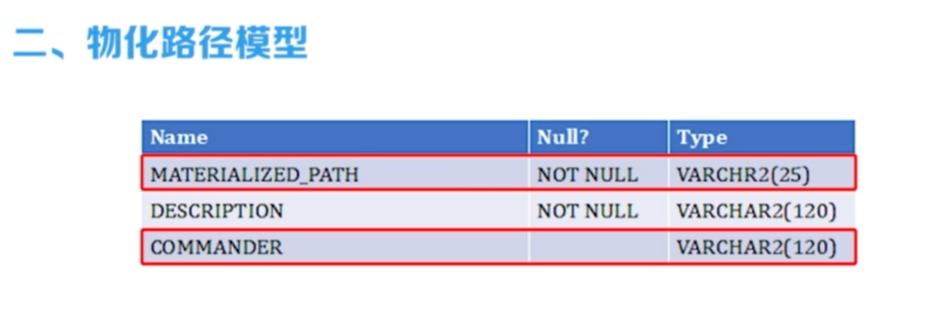 二、物化路径模型
Name Null? Type
MATERIALIZED_PATH NOT NULL VARCHR2(25)
DESCRIPTION NOT NULL VARCHAR2(120)
COMMANDER VARCHAR2(120)